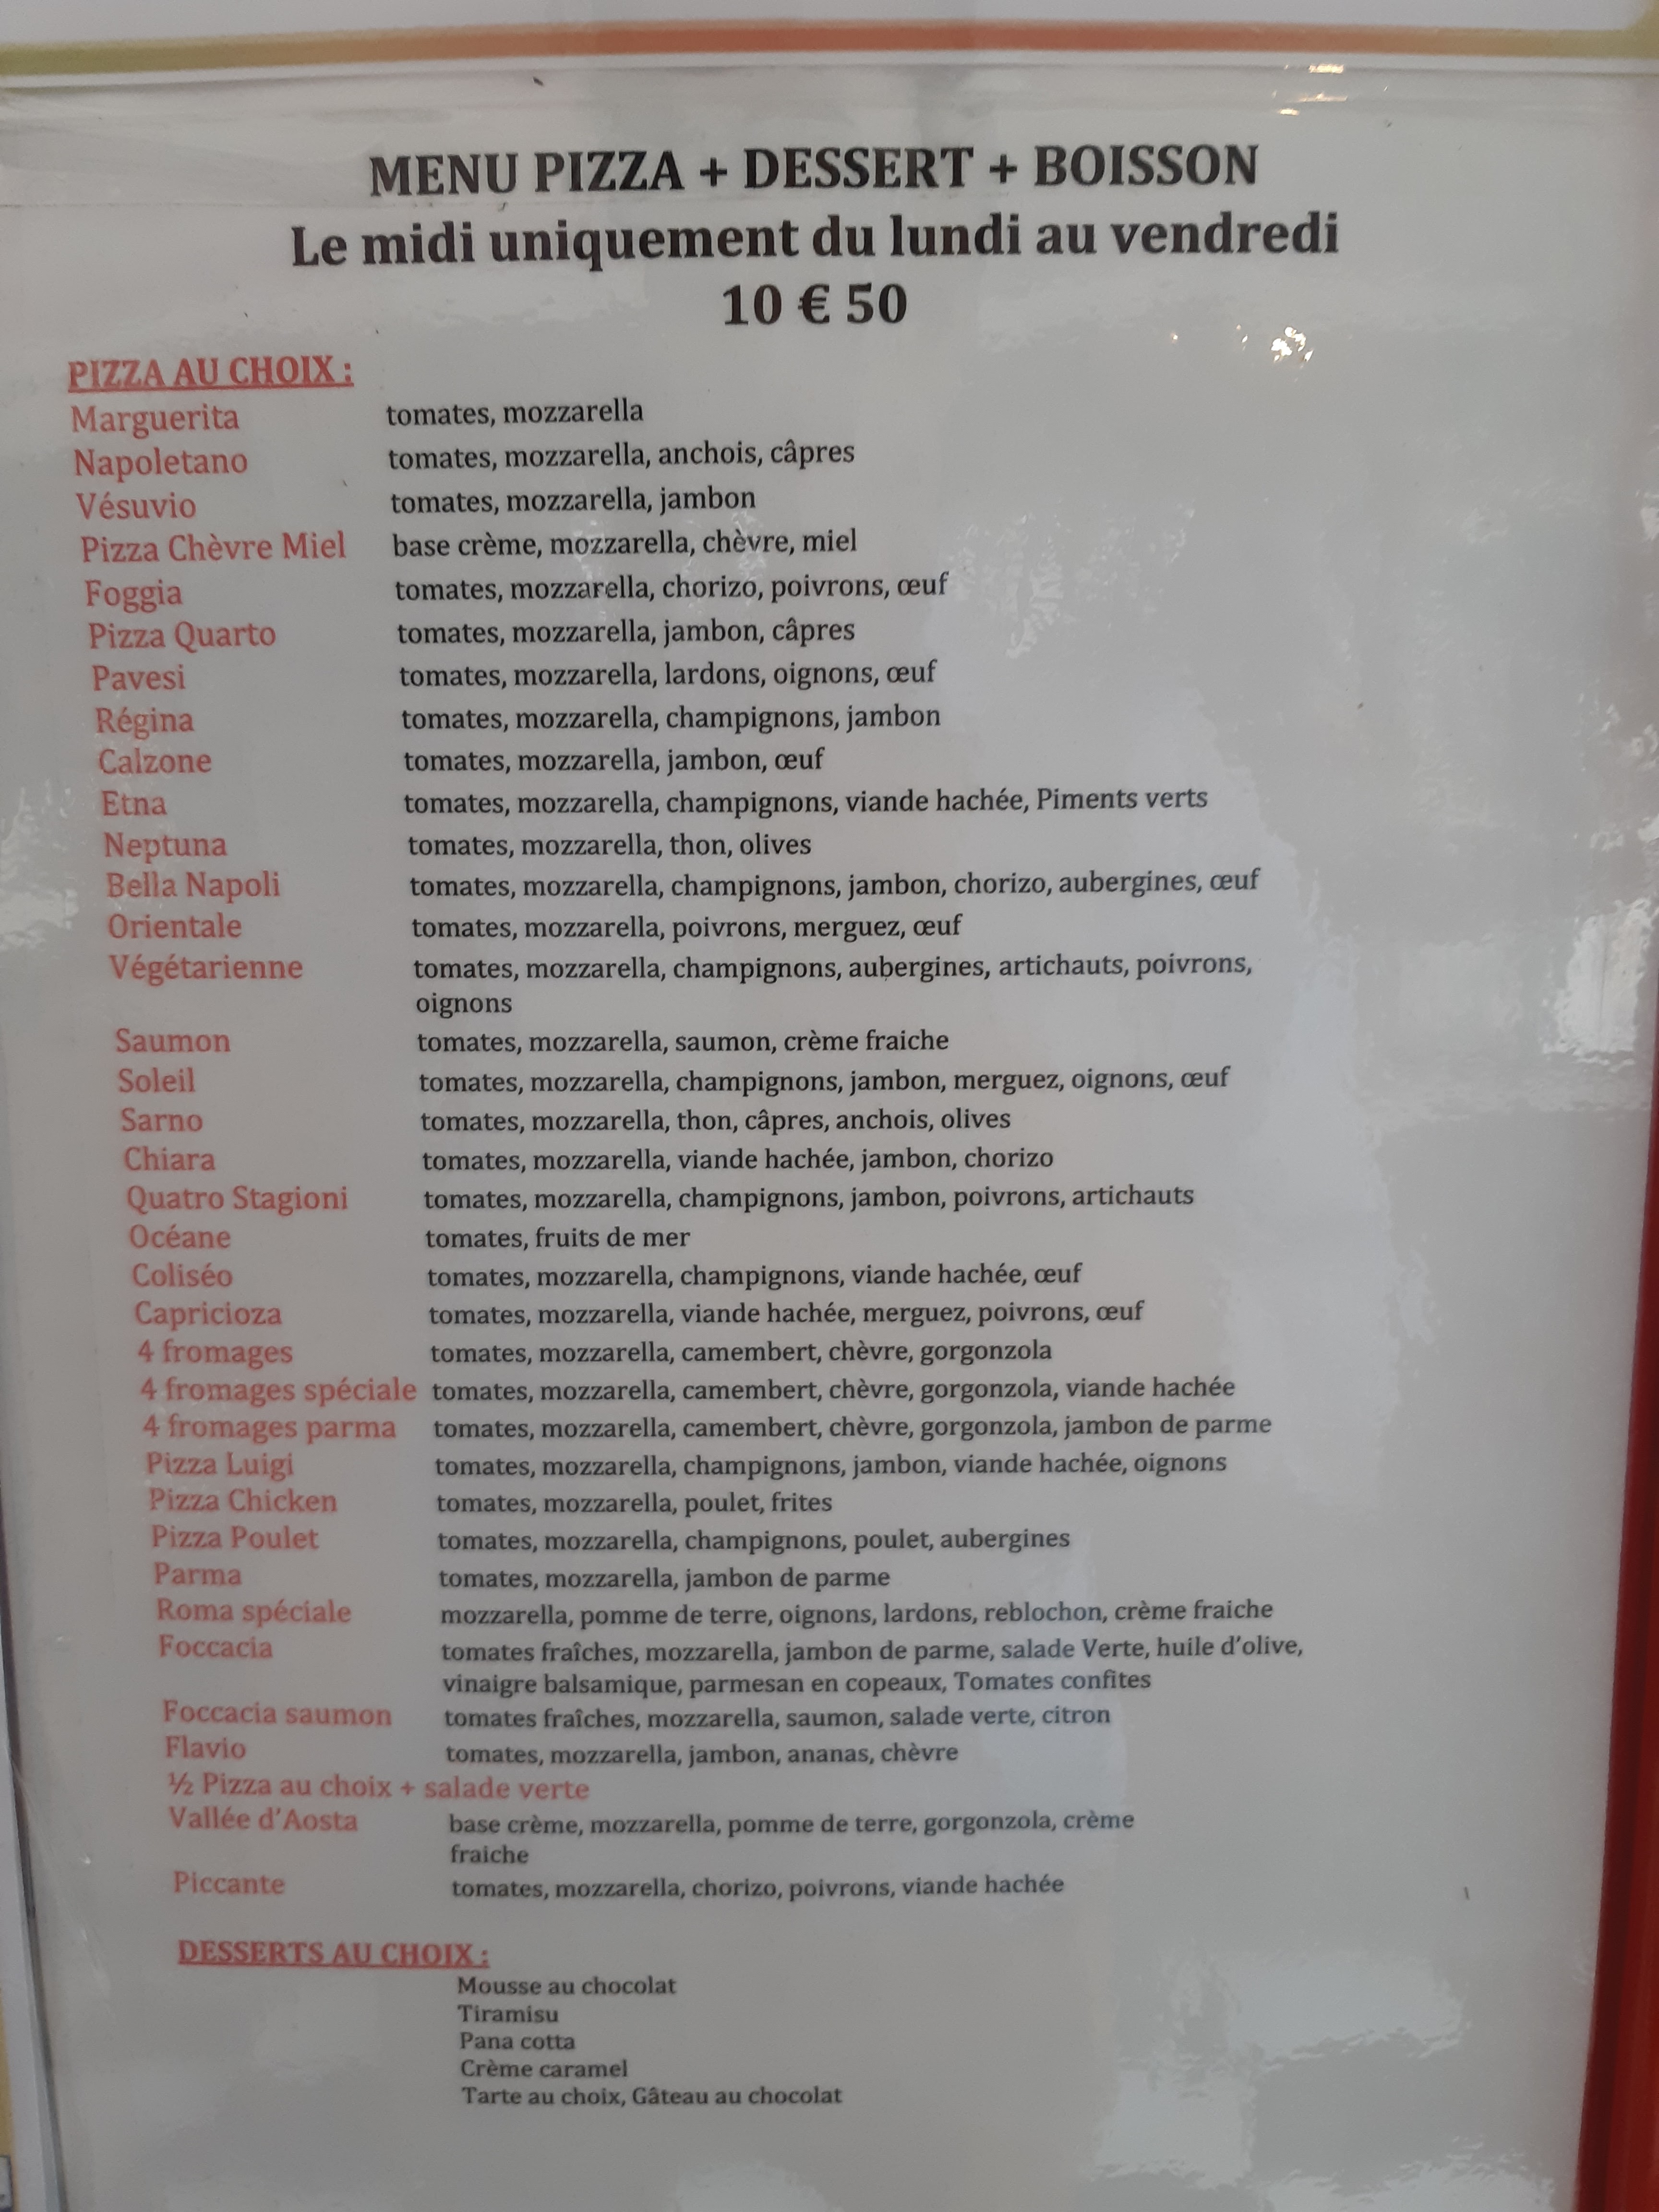 MENU PIZZA + DESSERT + BOISSON
Le midi uniquement du lundi au vendredi
10 € 50
PIZZA AU CHOIX :
Marguerita tomates, mozzarella
Napoletano tomates, mozzarella, anchois, câpres
Vésuvio tomates, mozzarella, jambon
Pizza Chèvre Miel base crème, mozzarella, chèvre, miel
Foggia tomates, mozzarella, chorizo, poivrons, œuf
Pizza Quarto tomates, mozzarella, jambon, câpres
Pavesi tomates, mozzarella, lardons, oignons, œuf
Régina tomates, mozzarella, champignons, jambon
Calzone tomates, mozzarella, jambon, œuf
Etna tomates, mozzarella, champignons, viande hachée, Piments verts
Neptuna tomates, mozzarella, thon, olives
Bella Napoli tomates, mozzarella, champignons, jambon, chorizo, aubergines, œuf
Orientale tomates, mozzarella, poivrons, merguez, œuf
Végétarienne tomates, mozzarella, champignons, aubergines, artichauts, poivrons,
oignons
Saumon tomates, mozzarella, saumon, crème fraiche
Soleil tomates, mozzarella, champignons, jambon, merguez, oignons, œuf
Sarno tomates, mozzarella, thon, câpres, anchois, olives
Chiara tomates, mozzarella, viande hachée, jambon, chorizo
Quatro Stagioni tomates, mozzarella, champignons, jambon, poivrons, artichauts
Océane tomates, fruits de mer
Coliséo tomates, mozzarella, champignons, viande hachée, œuf
Capricioza tomates, mozzarella, viande hachée, merguez, poivrons, œuf
4 fromages tomates, mozzarella, camembert, chèvre, gorgonzola
4 fromages spéciale tomates, mozzarella, camembert, chèvre, gorgonzola, viande hachée
4 fromages parma tomates, mozzarella, camembert, chèvre, gorgonzola, jambon de parme
Pizza Luigi tomates, mozzarella, champignons, jambon, viande hachée, oignons
Pizza Chicken tomates, mozzarella, poulet, frites
Pizza Poulet tomates, mozzarella, champignons, poulet, aubergines
Parma tomates, mozzarella, jambon de parme
Roma spéciale mozzarella, pomme de terre, oignons, lardons, reblochon, crème fraiche
Foccacia tomates fraîches, mozzarella, jambon de parme, salade Verte, huile d'olive,
vinaigre balsamique, parmesan en copeaux, Tomates confites
Foccacia saumon tomates fraîches, mozzarella, saumon, salade verte, citron
Flavio tomates, mozzarella, jambon, ananas, chèvre
½ Pizza au choix + salade verte
Vallée d'Aosta base crème, mozzarella, pomme de terre, gorgonzola, crème
fraiche
Piccante tomates, mozzarella, chorizo, poivrons, viande hachée
DESSERTS AU CHOIX :
Mousse au chocolat
Tiramisu
Pana cotta
Crème caramel
Tarte au choix, Gâteau au chocolat